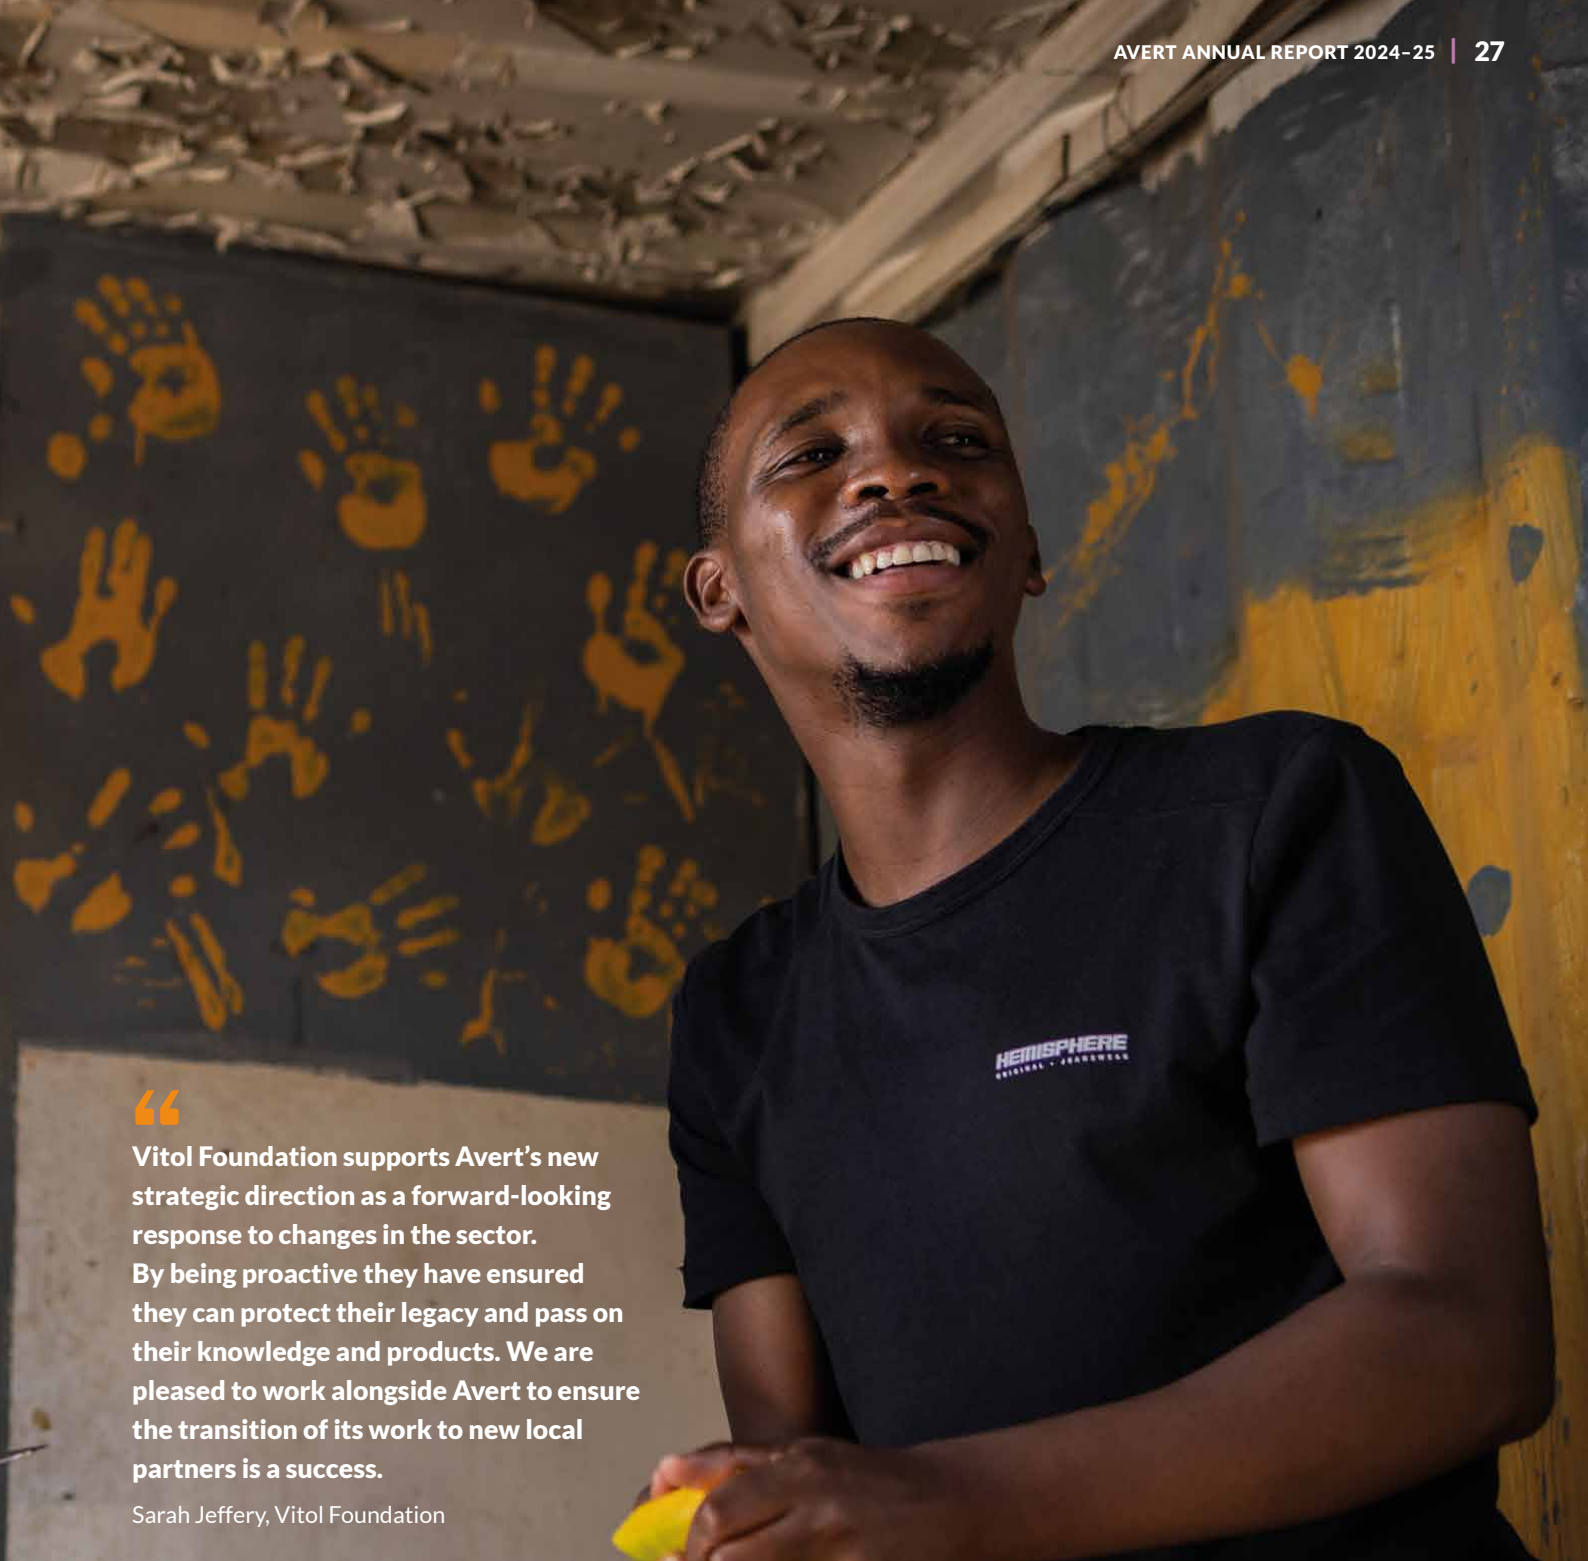 AVERT ANNUAL REPORT 2024–25 | 27
HEMISPHERE
ORIGINAL • JEANSWEAR
“
Vitol Foundation supports Avert’s new
strategic direction as a forward-looking
response to changes in the sector.
By being proactive they have ensured
they can protect their legacy and pass on
their knowledge and products. We are
pleased to work alongside Avert to ensure
the transition of its work to new local
partners is a success.
Sarah Jeffery, Vitol Foundation